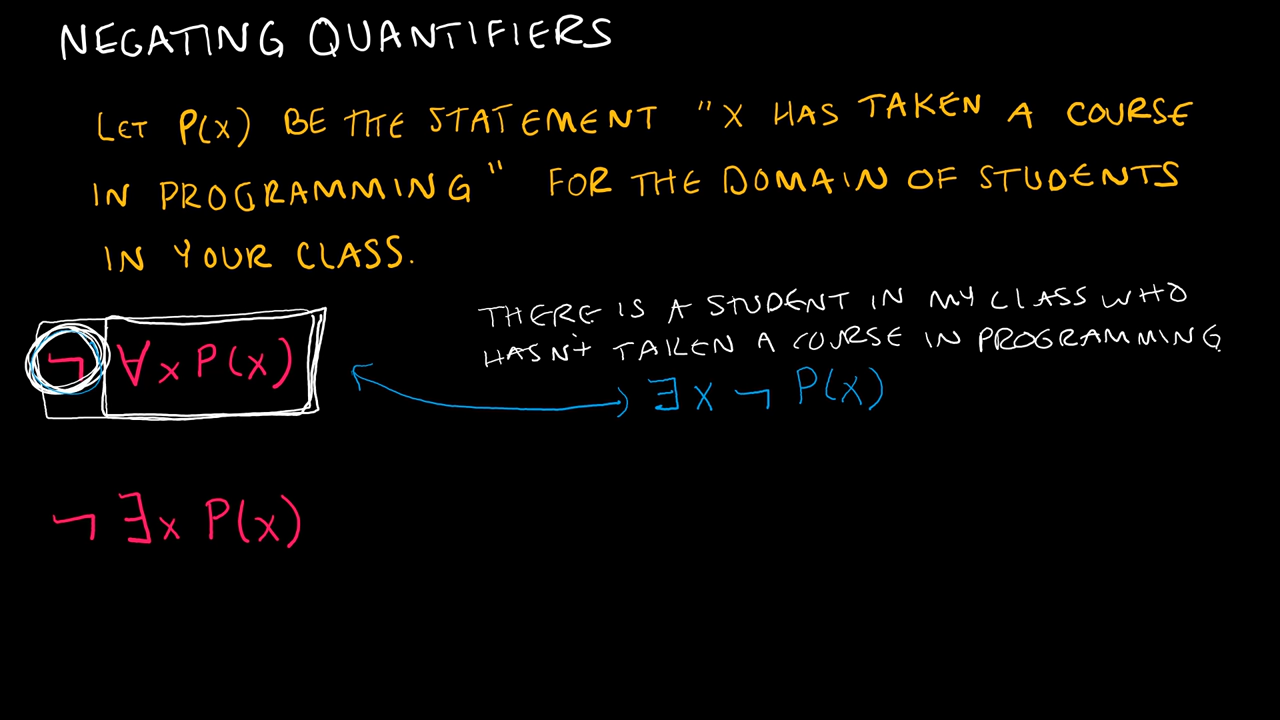 NEGATING QUANTIFIERS
LET P(X) BE THE STATEMENT "X HAS TAKEN A COURSE
IN PROGRAMMING" FOR THE DOMAIN OF STUDENTS
IN YOUR CLASS.
THERE IS A STUDENT IN MY CLASS WHO
HASN'T TAKEN A COURSE IN PROGRAMMING.
¬ ∀x P(x)
∃x ¬ P(x)
¬ ∃x P(x)